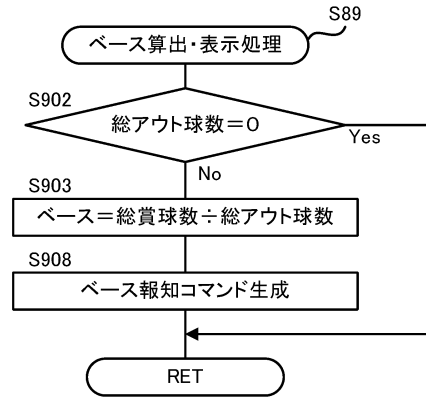 S89
ベース算出・表示処理
S902
総アウト球数＝0
Yes
No
S903
ベース＝総賞球数÷総アウト球数
S908
ベース報知コマンド生成
RET